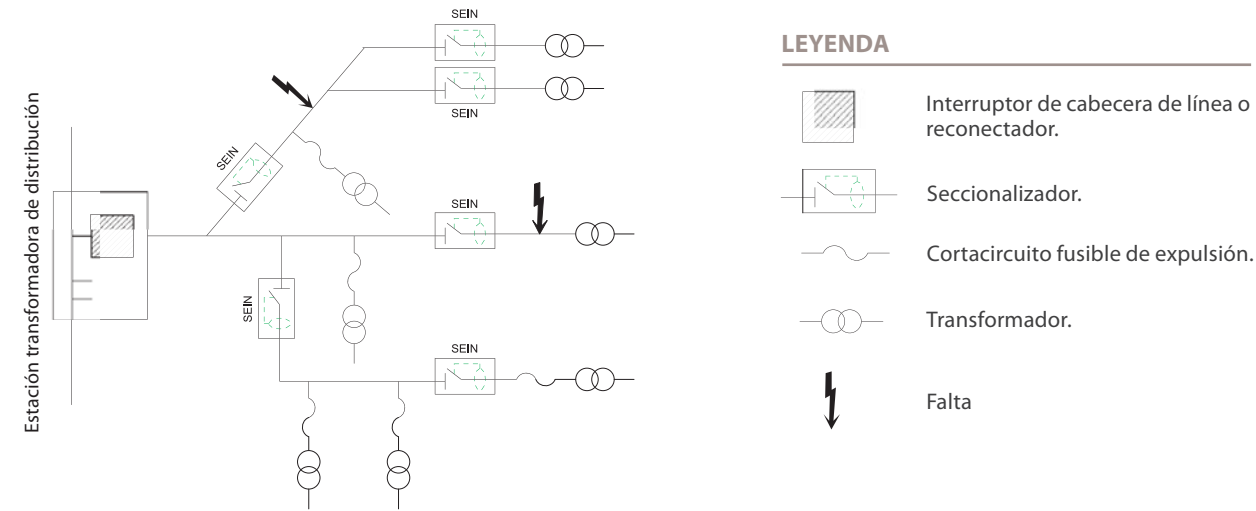 Estación transformadora de distribución
SEIN
SEIN
SEIN
SEIN
SEIN
SEIN
LEYENDA
Interruptor de cabecera de línea o
reconectador.
Seccionalizador.
Cortacircuito fusible de expulsión.
Transformador.
Falta